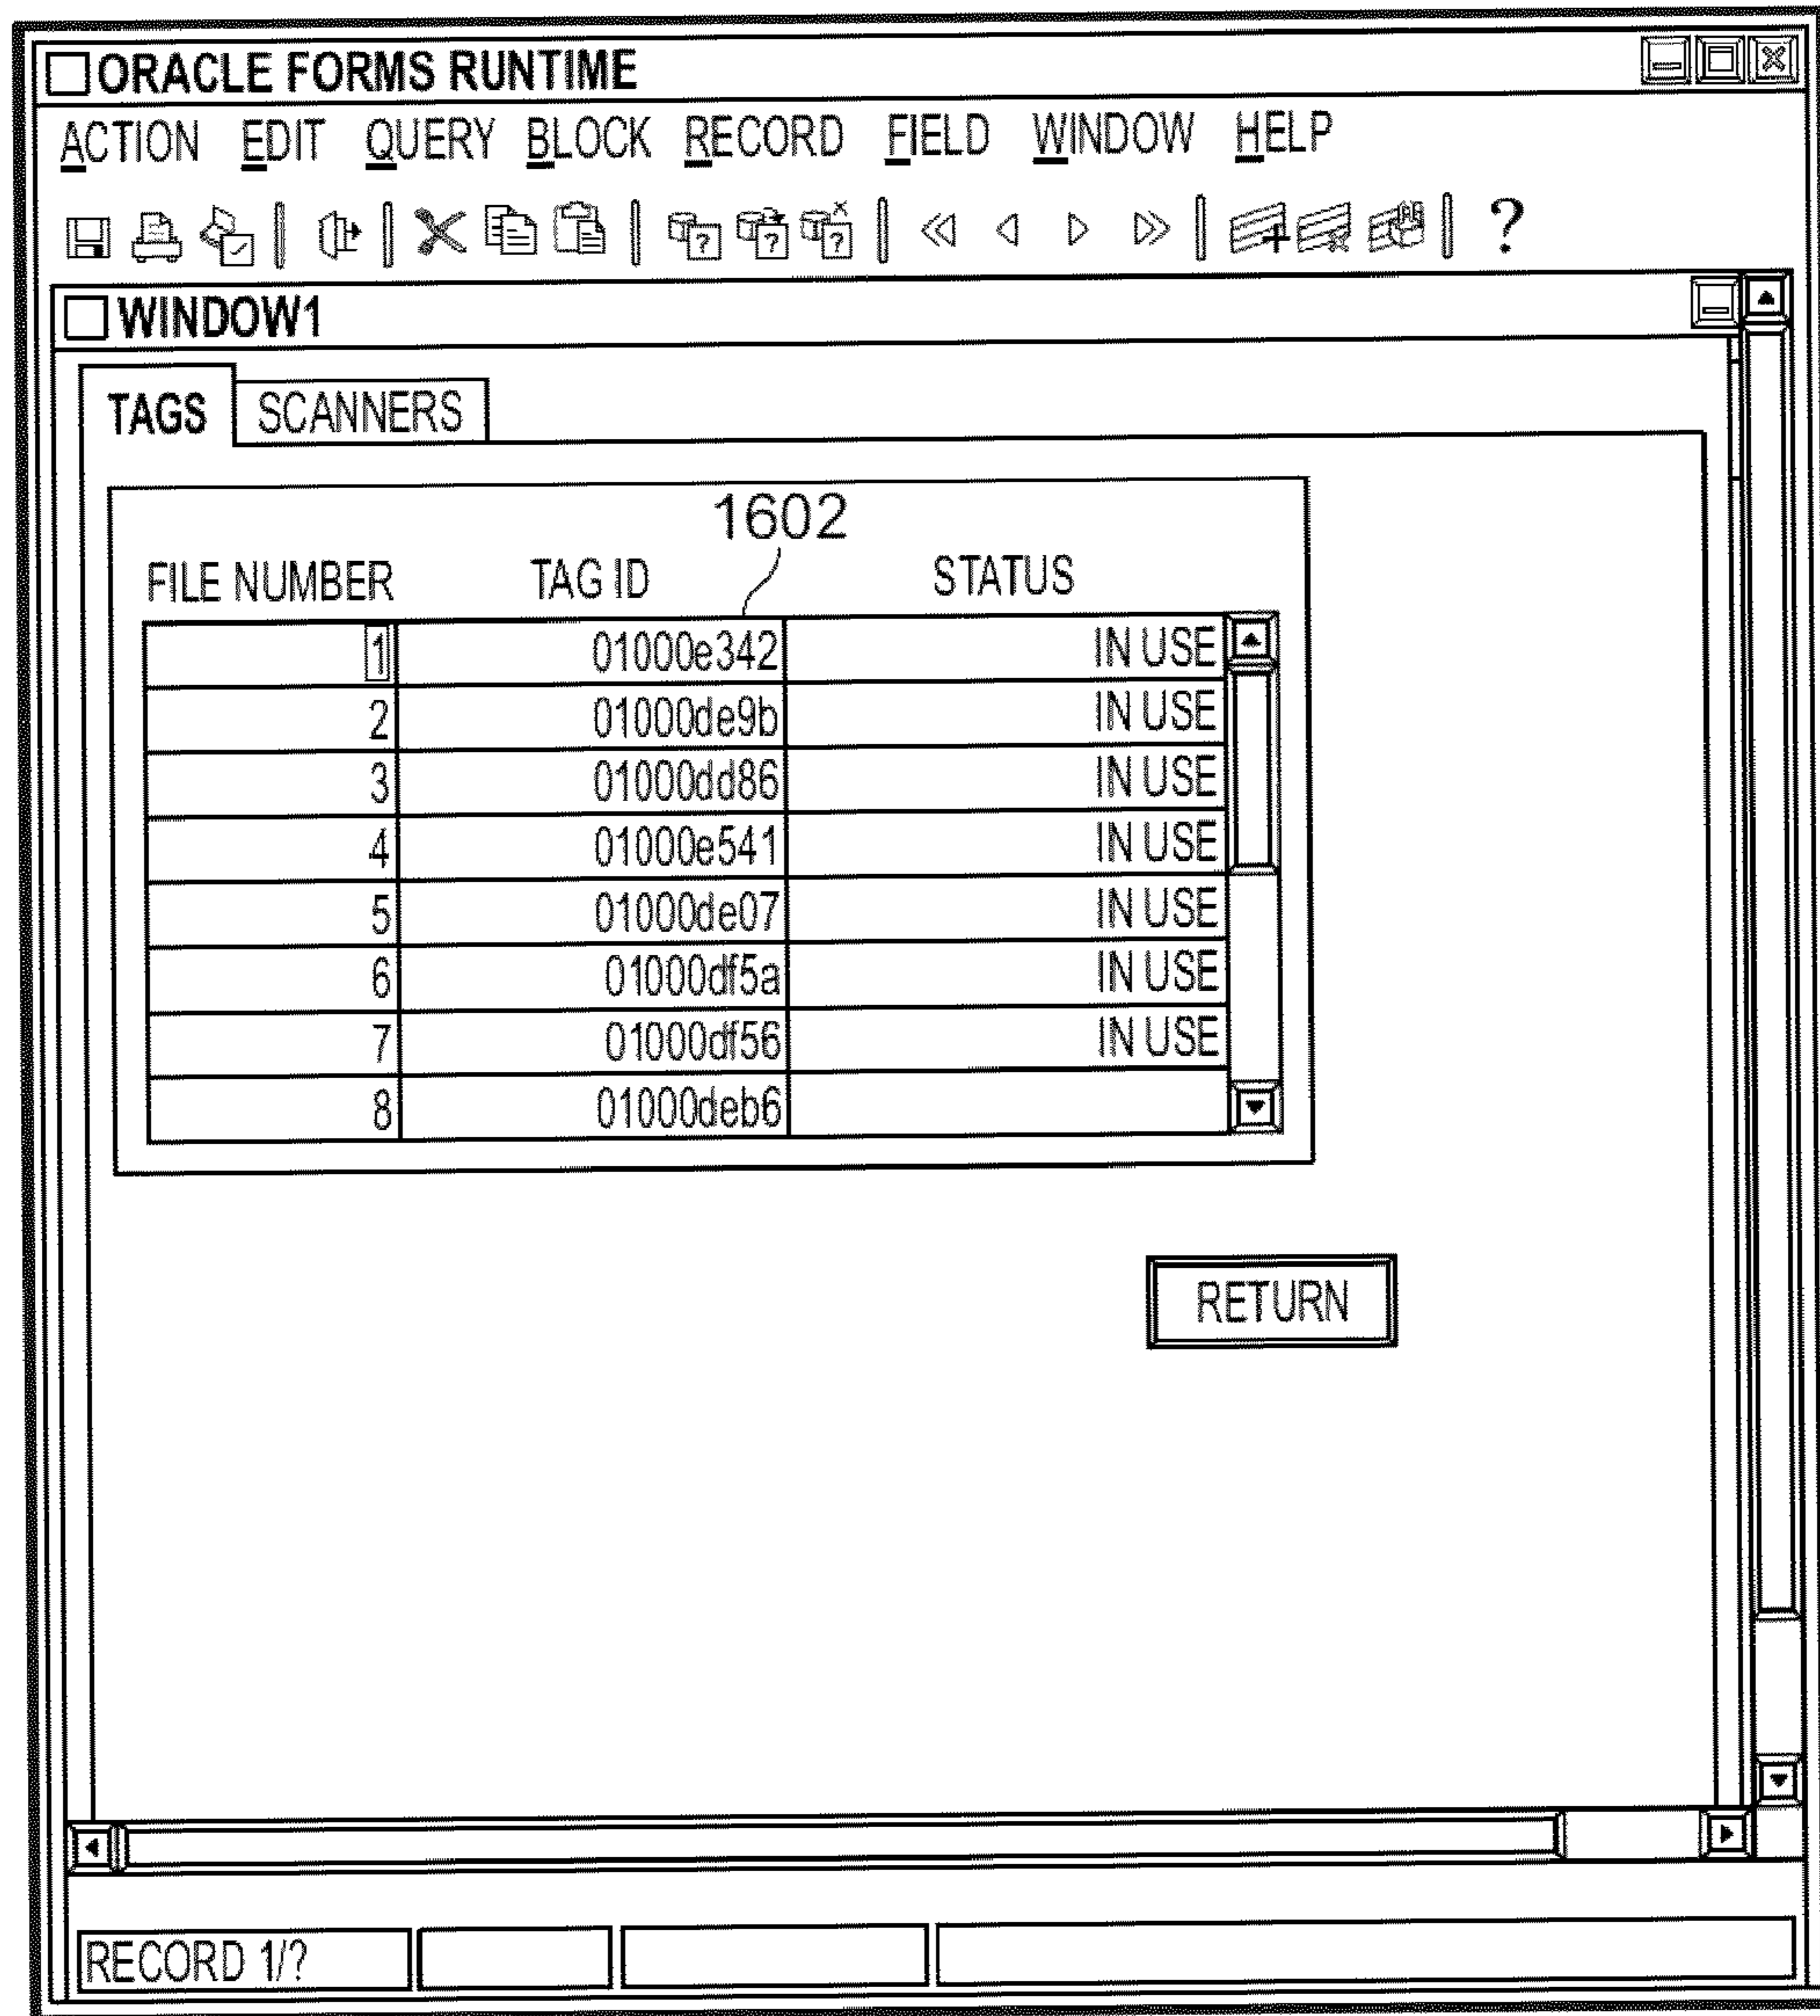 ORACLE FORMS RUNTIME
ACTION EDIT QUERY BLOCK RECORD FIELD WINDOW HELP
? ? ? ?
WINDOW1
TAGS SCANNERS
1602
FILE NUMBER TAG ID STATUS
1 01000e342 IN USE
2 01000de9b IN USE
3 01000dd86 IN USE
4 01000e541 IN USE
5 01000de07 IN USE
6 01000df5a IN USE
7 01000df56 IN USE
8 01000deb6
RETURN
RECORD 1/?